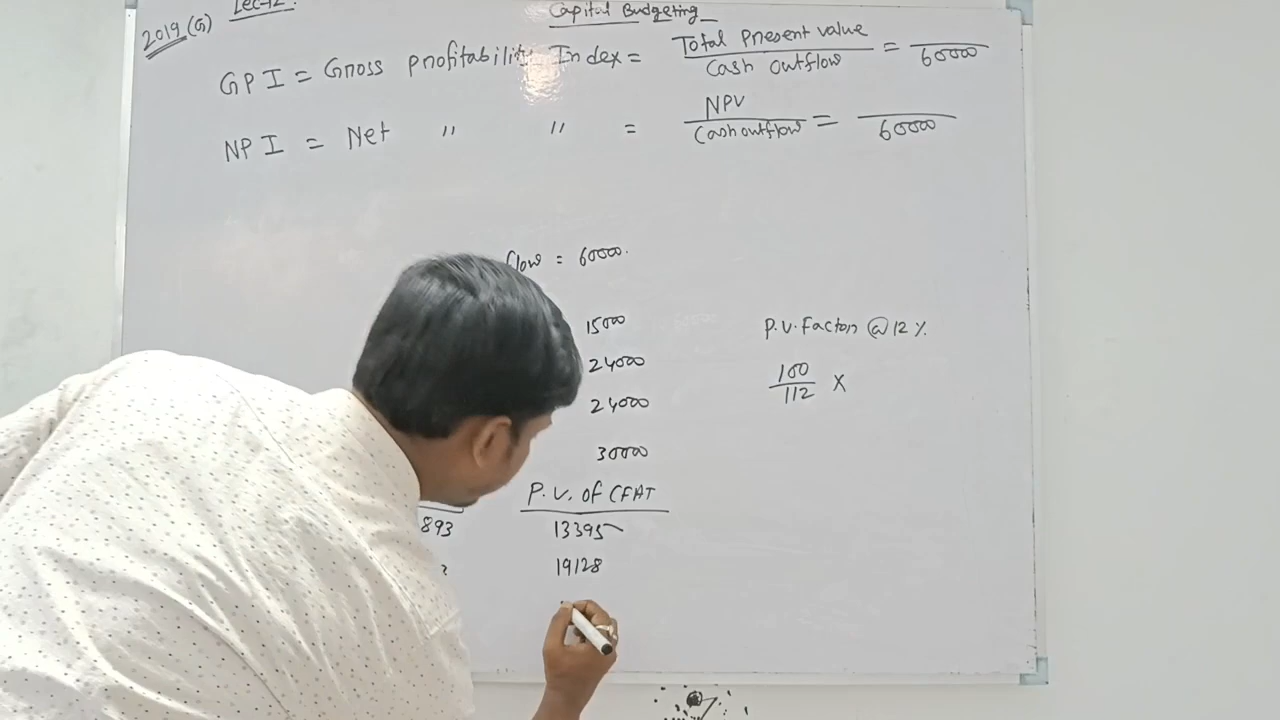 Lec-12.
Capital Budgeting
2019 (G)
GPI = Gross profitability Index = Total Present value / Cash outflow = / 60000
NPI = Net " " = NPV / Cash outflow = / 60000
flow = 60000.
15000
P.V. Factor @ 12 %
24000
100 / 112 X
24000
30000
P.V. of CFAT
893 13395
19128